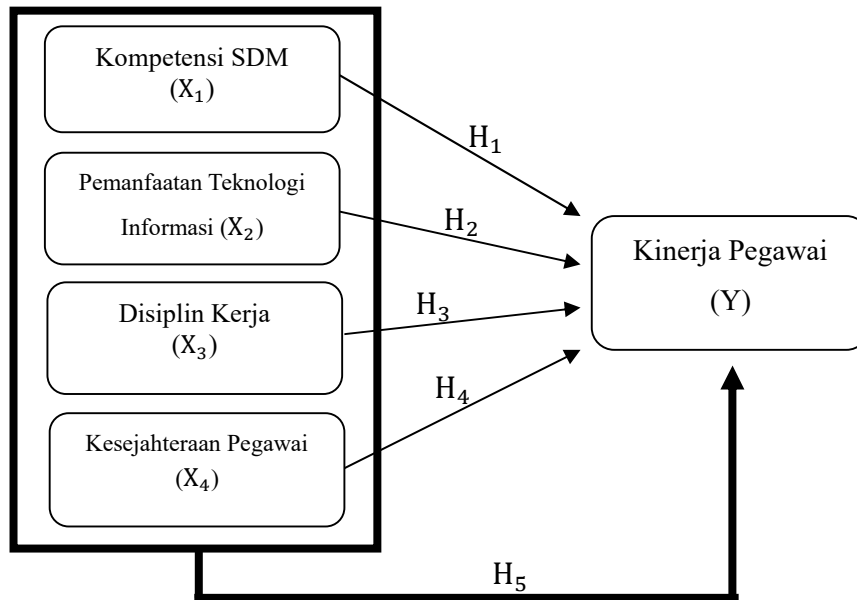 Kompetensi SDM
(X₁)
H₁
Pemanfaatan Teknologi
Informasi (X₂)
H₂
Kinerja Pegawai
(Y)
Disiplin Kerja
(X₃)
H₃
H₄
Kesejahteraan Pegawai
(X₄)
H₅